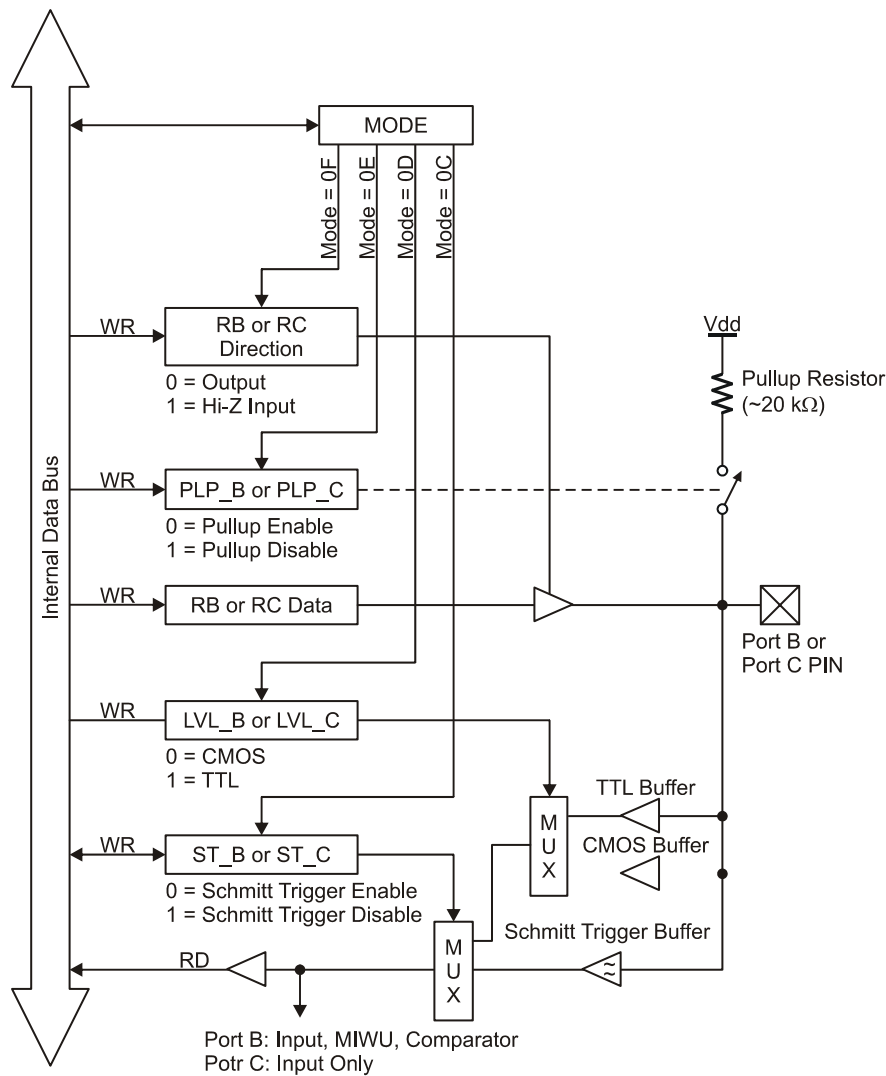 MODE
Mode = 0F
Mode = 0E
Mode = 0D
Mode = 0C
Internal Data Bus
WR
RB or RC
Direction
0 = Output
1 = Hi-Z Input
Vdd
Pullup Resistor
(~20 kΩ)
WR
PLP_B or PLP_C
0 = Pullup Enable
1 = Pullup Disable
WR
RB or RC Data
Port B or
Port C PIN
WR
LVL_B or LVL_C
0 = CMOS
1 = TTL
TTL Buffer
MUX
CMOS Buffer
WR
ST_B or ST_C
0 = Schmitt Trigger Enable
1 = Schmitt Trigger Disable
Schmitt Trigger Buffer
MUX
RD
Port B: Input, MIWU, Comparator
Potr C: Input Only